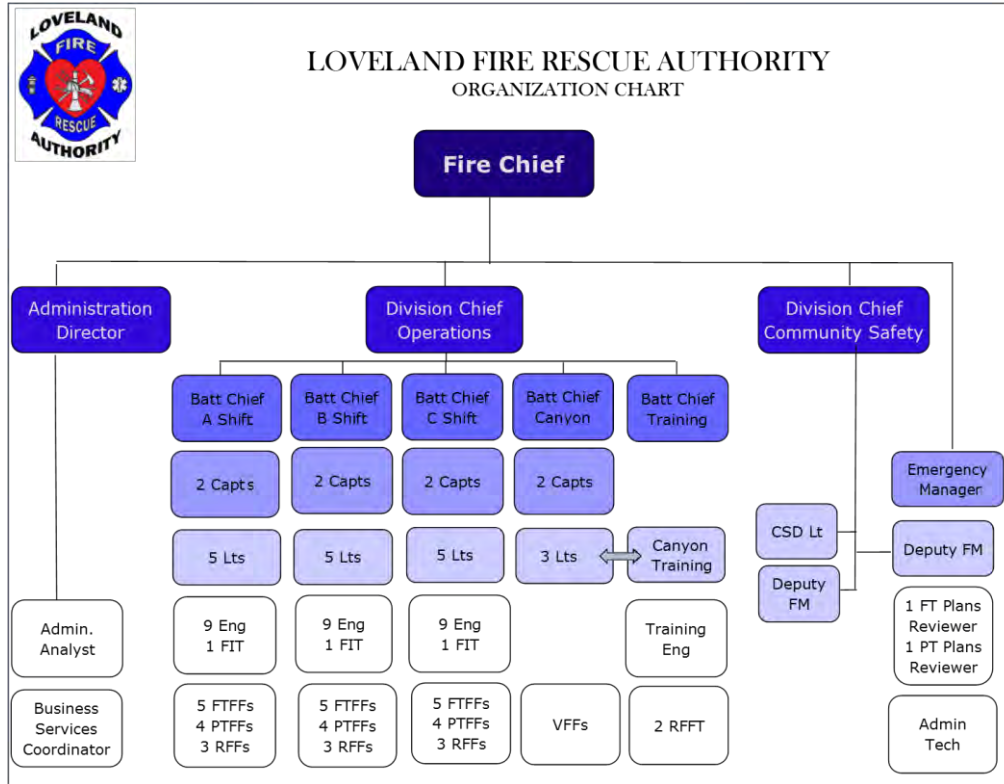 LOVELAND
FIRE
RESCUE
AUTHORITY
LOVELAND FIRE RESCUE AUTHORITY
ORGANIZATION CHART
Fire Chief
Administration
Director
Division Chief
Operations
Division Chief
Community Safety
Batt Chief
A Shift
Batt Chief
B Shift
Batt Chief
C Shift
Batt Chief
Canyon
Batt Chief
Training
2 Capts
2 Capts
2 Capts
2 Capts
Emergency
Manager
5 Lts
5 Lts
5 Lts
3 Lts
Canyon
Training
CSD Lt
Deputy
FM
Deputy FM
Admin.
Analyst
9 Eng
1 FIT
9 Eng
1 FIT
9 Eng
1 FIT
Training
Eng
1 FT Plans
Reviewer
1 PT Plans
Reviewer
Business
Services
Coordinator
5 FTFFs
4 PTFFs
3 RFFs
5 FTFFs
4 PTFFs
3 RFFs
5 FTFFs
4 PTFFs
3 RFFs
VFFs
2 RFFT
Admin
Tech